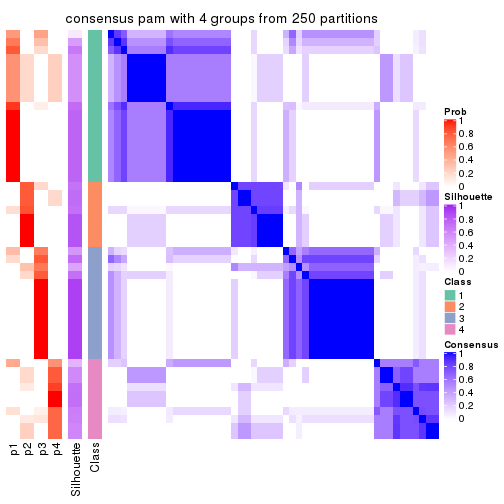 consensus pam with 4 groups from 250 partitions
Prob
1
0.8
0.6
0.4
0.2
0
Silhouette
1
0.8
0.6
0.4
0.2
0
Class
1
2
3
4
Consensus
1
0.8
0.6
0.4
0.2
0
p1
p2
p3
p4
Silhouette
Class